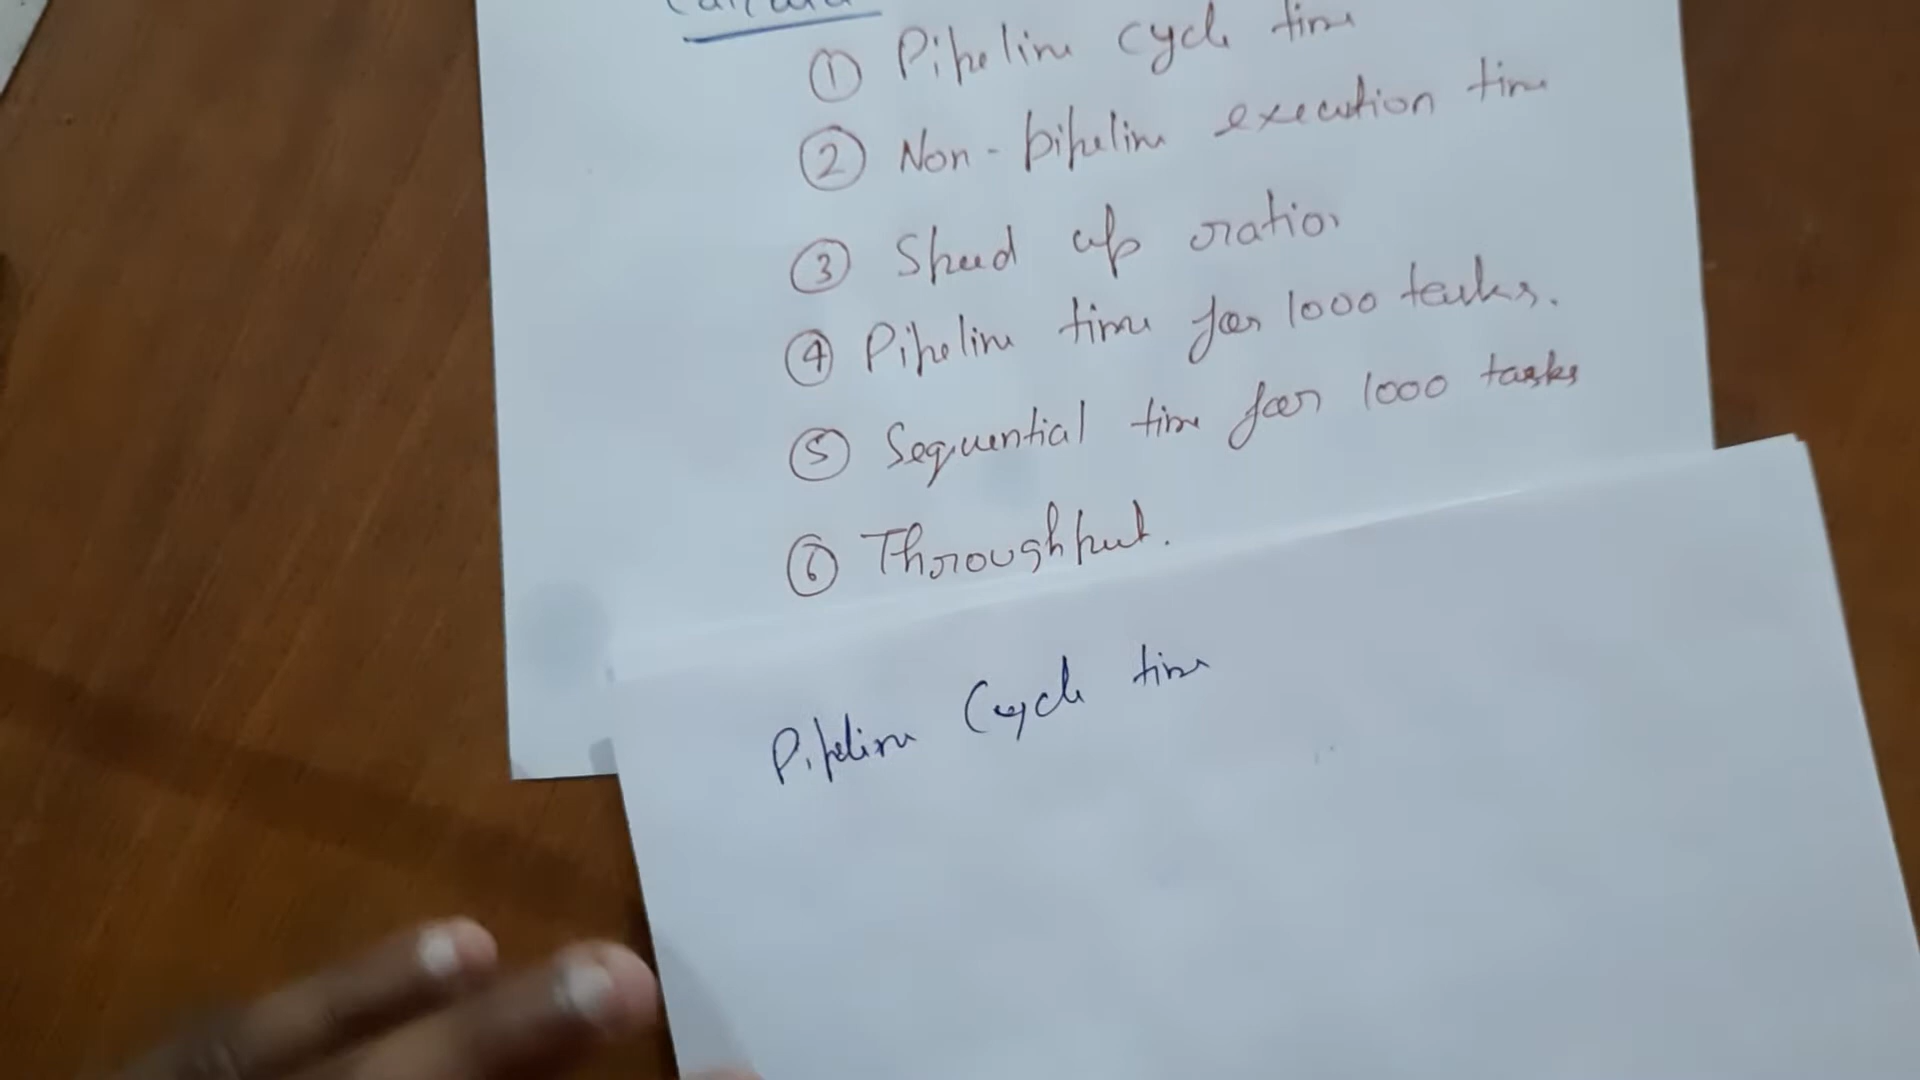 ① Pipeline cycle time
② Non-pipeline execution time
③ Speed up ratio
④ Pipeline time for 1000 tasks.
⑤ Sequential time for 1000 tasks
⑥ Throughput.
Pipeline Cycle time